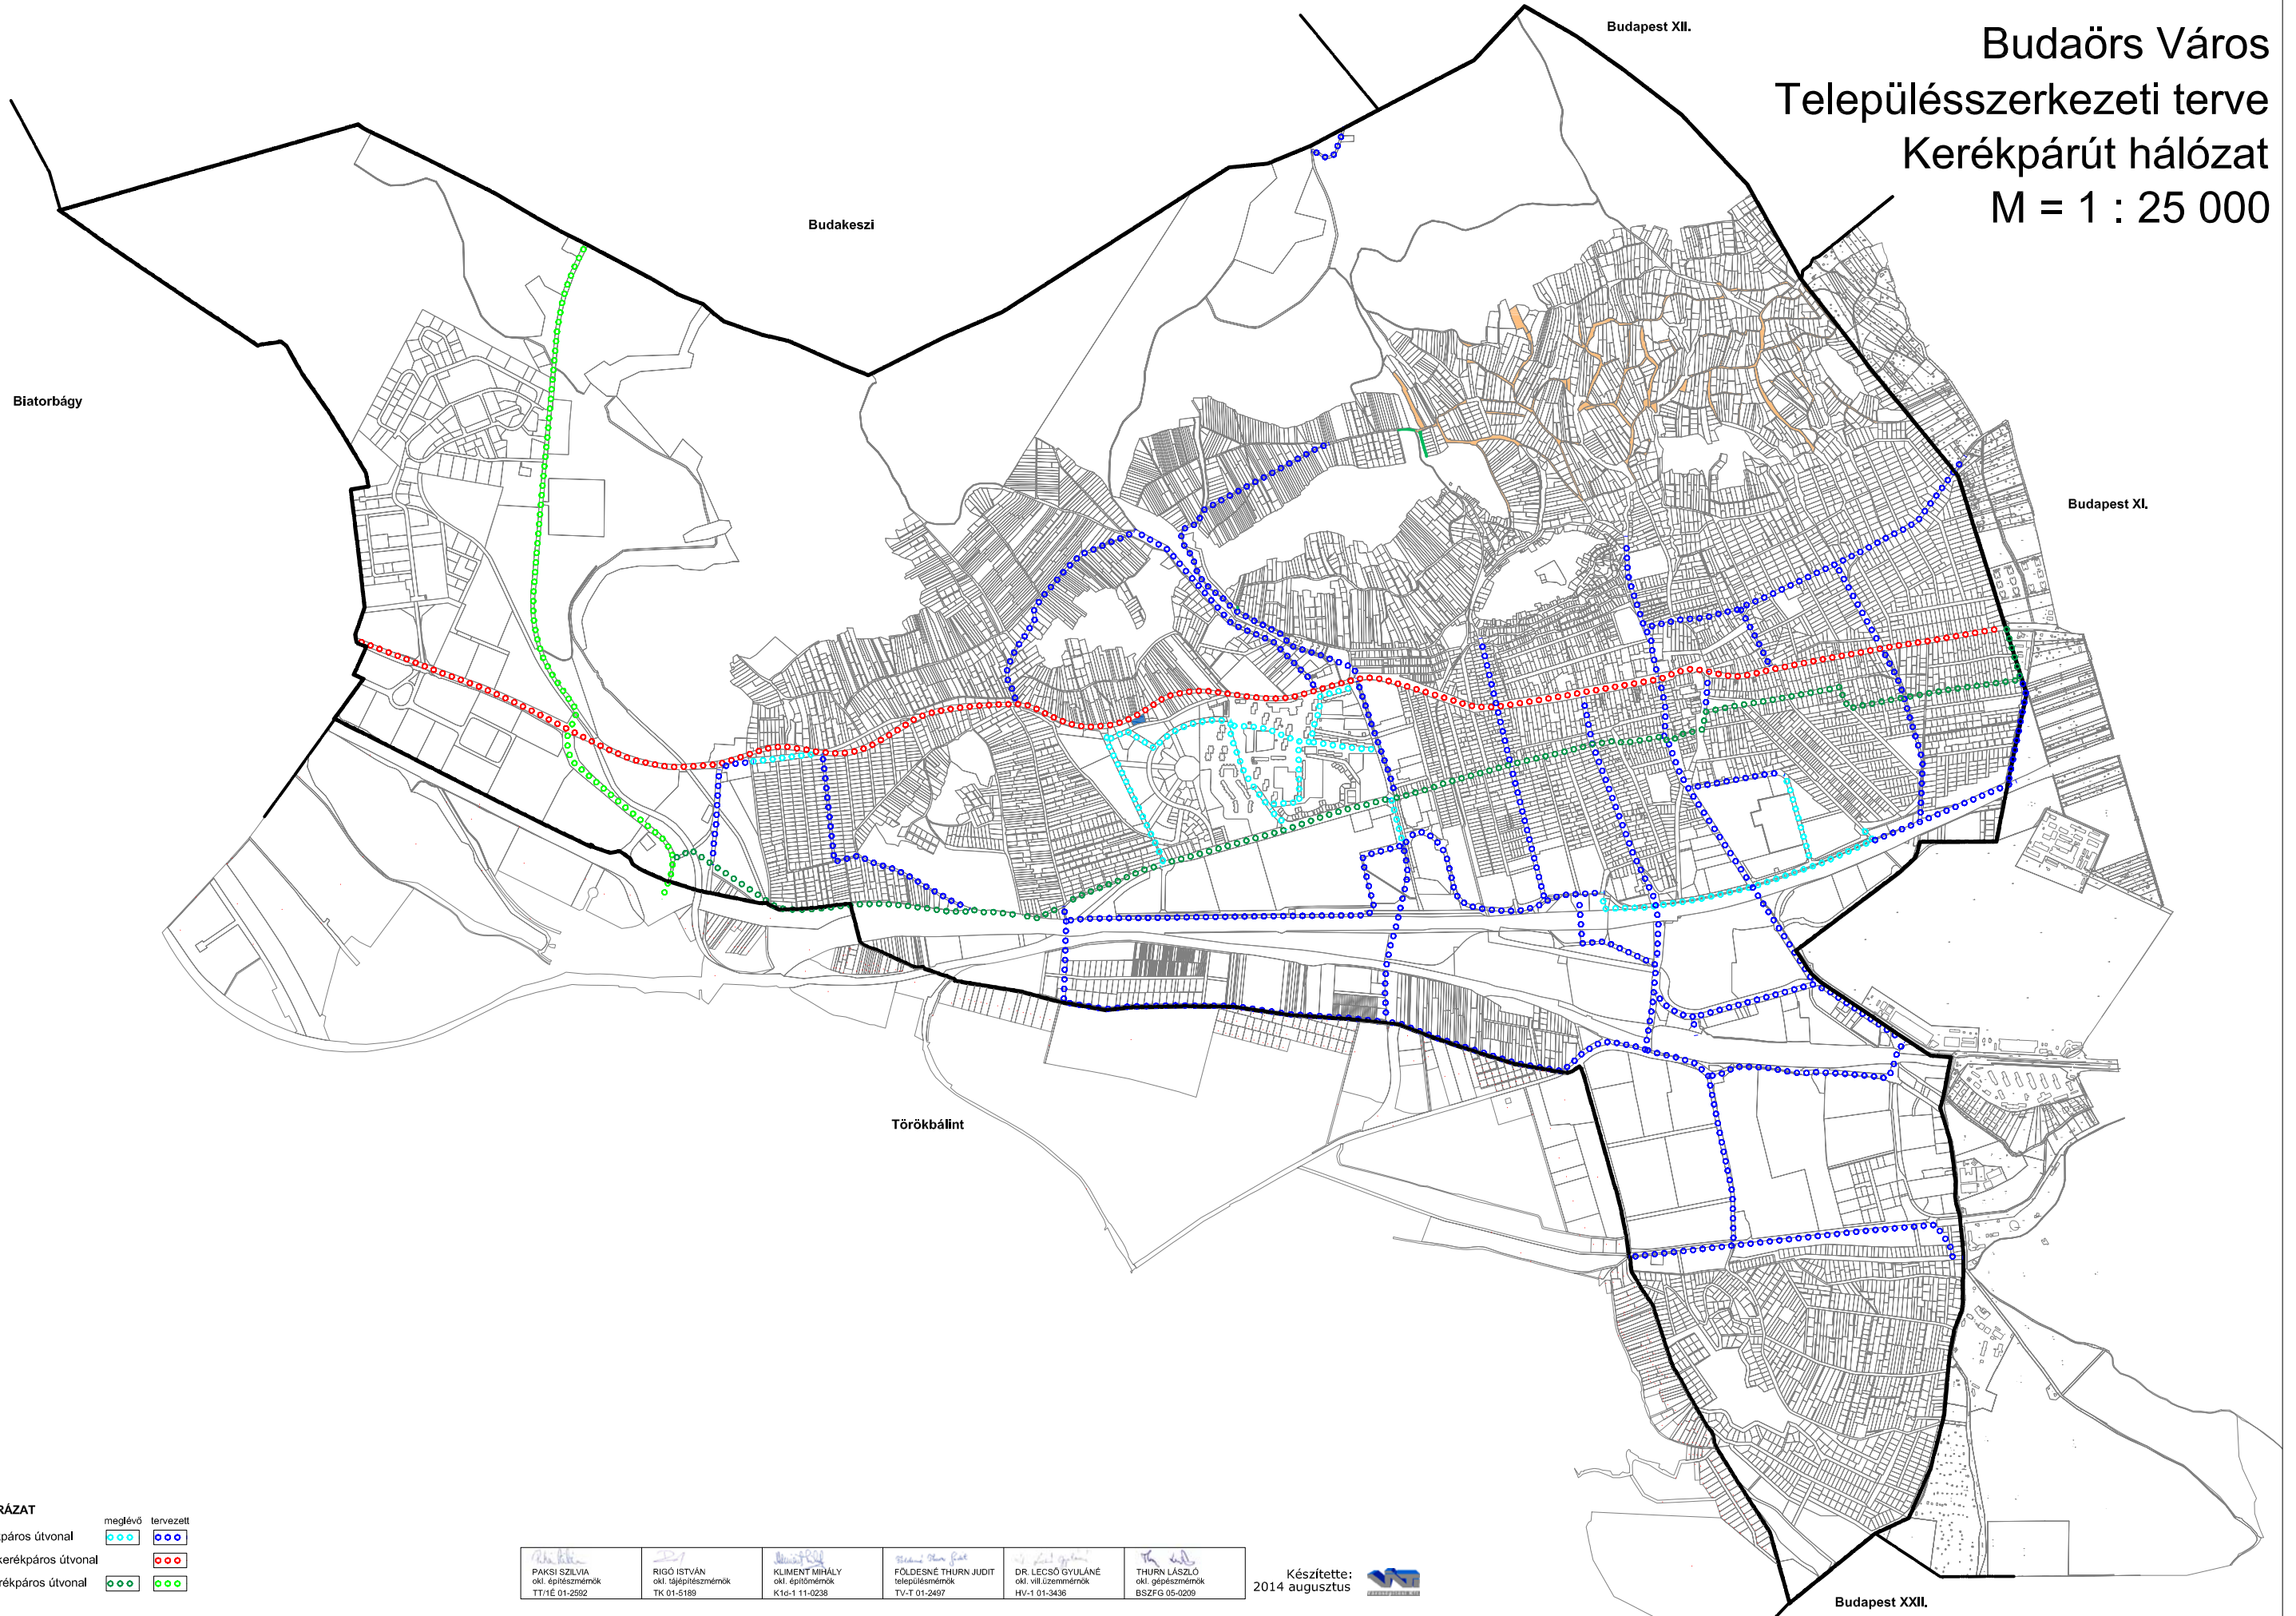 Budaörs Város
Településszerkezeti terve
Kerékpárút hálózat
M = 1 : 25 000
Budapest XII.
Budakeszi
Biatorbágy
Budapest XI.
Törökbálint
Budapest XXII.
RÁZAT
meglévő tervezett
páros útvonal
kerékpáros útvonal
rékpáros útvonal
PAKSI SZILVIA
okl. építészmérnök
TT/1É 01-2592
RIGÓ ISTVÁN
okl. tájépítészmérnök
TK 01-5189
KLIMENT MIHÁLY
okl. építőmérnök
K1d-1 11-0238
FÖLDESNÉ THURN JUDIT
településmérnök
TV-T 01-2497
DR. LECSŐ GYULÁNÉ
okl. vill.üzemmérnök
HV-1 01-3436
THURN LÁSZLÓ
okl. gépészmérnök
BSZFG 05-0209
Készítette:
2014 augusztus